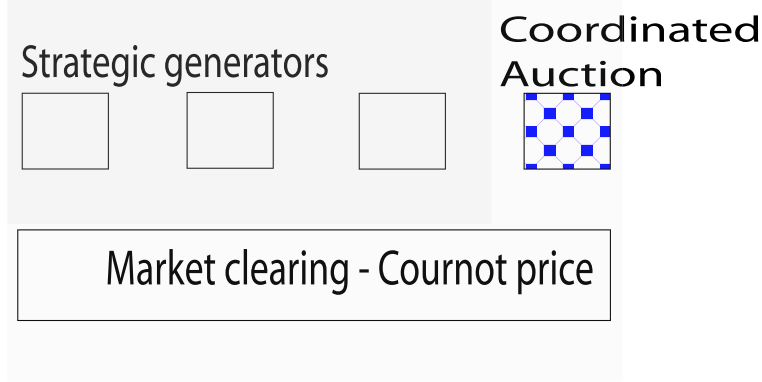 Strategic generators
Coordinated
Auction
Market clearing - Cournot price